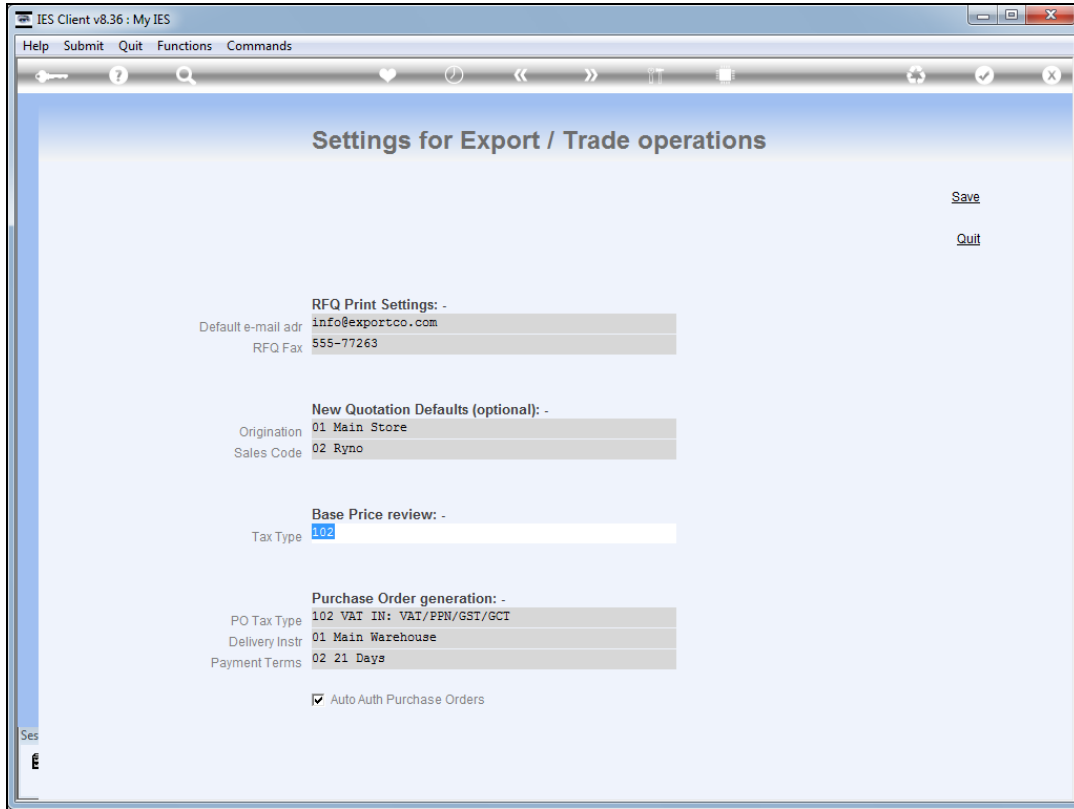 IES Client v8.36 : My IES
Help Submit Quit Functions Commands
Settings for Export / Trade operations
Save
Quit
RFQ Print Settings: -
Default e-mail adr info@exportco.com
RFQ Fax 555-77263
New Quotation Defaults (optional): -
Origination 01 Main Store
Sales Code 02 Ryno
Base Price review: -
Tax Type 102
Purchase Order generation: -
PO Tax Type 102 VAT IN: VAT/PPN/GST/GCT
Delivery Instr 01 Main Warehouse
Payment Terms 02 21 Days
Auto Auth Purchase Orders
Ses